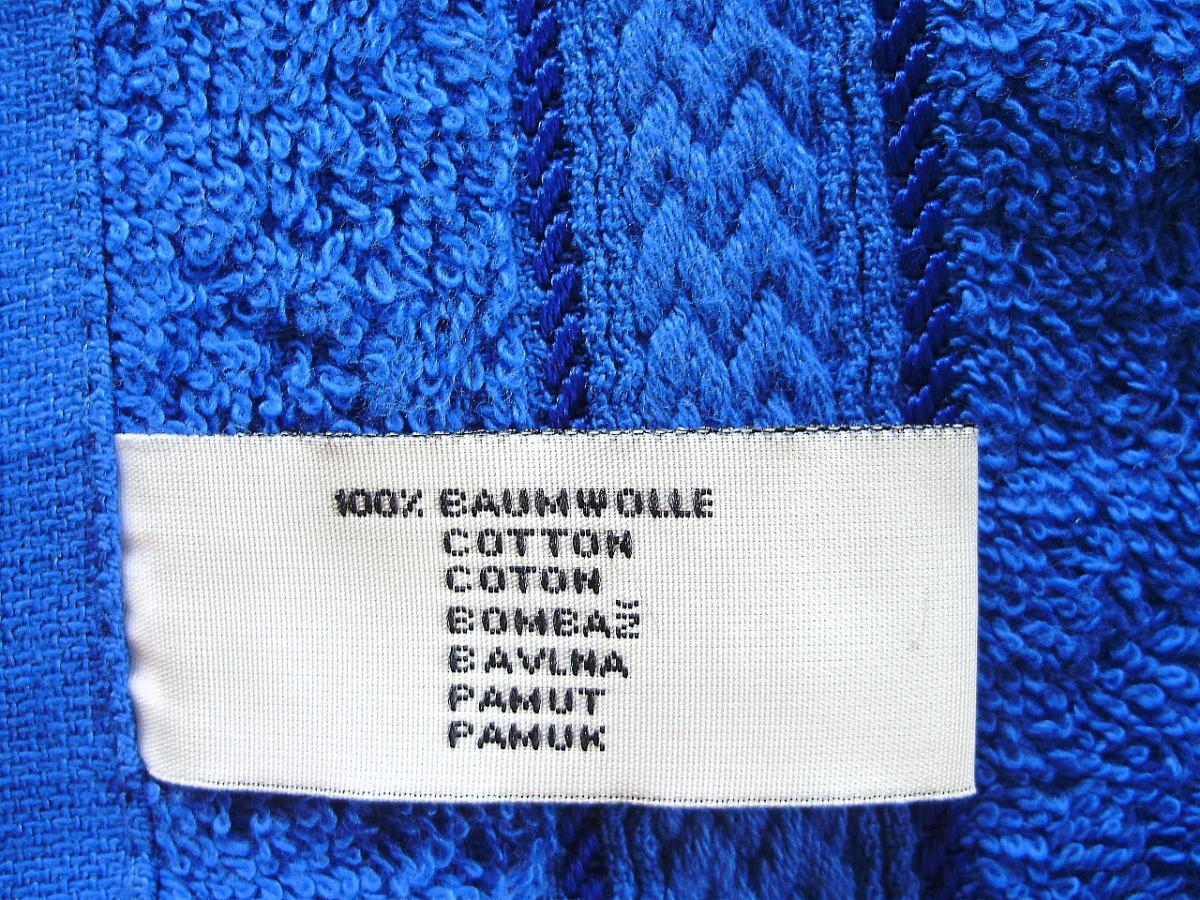 100% BAUMWOLLE
COTTON
COTON
BOMBAŽ
BAVLNA
PAMUT
PAMUK